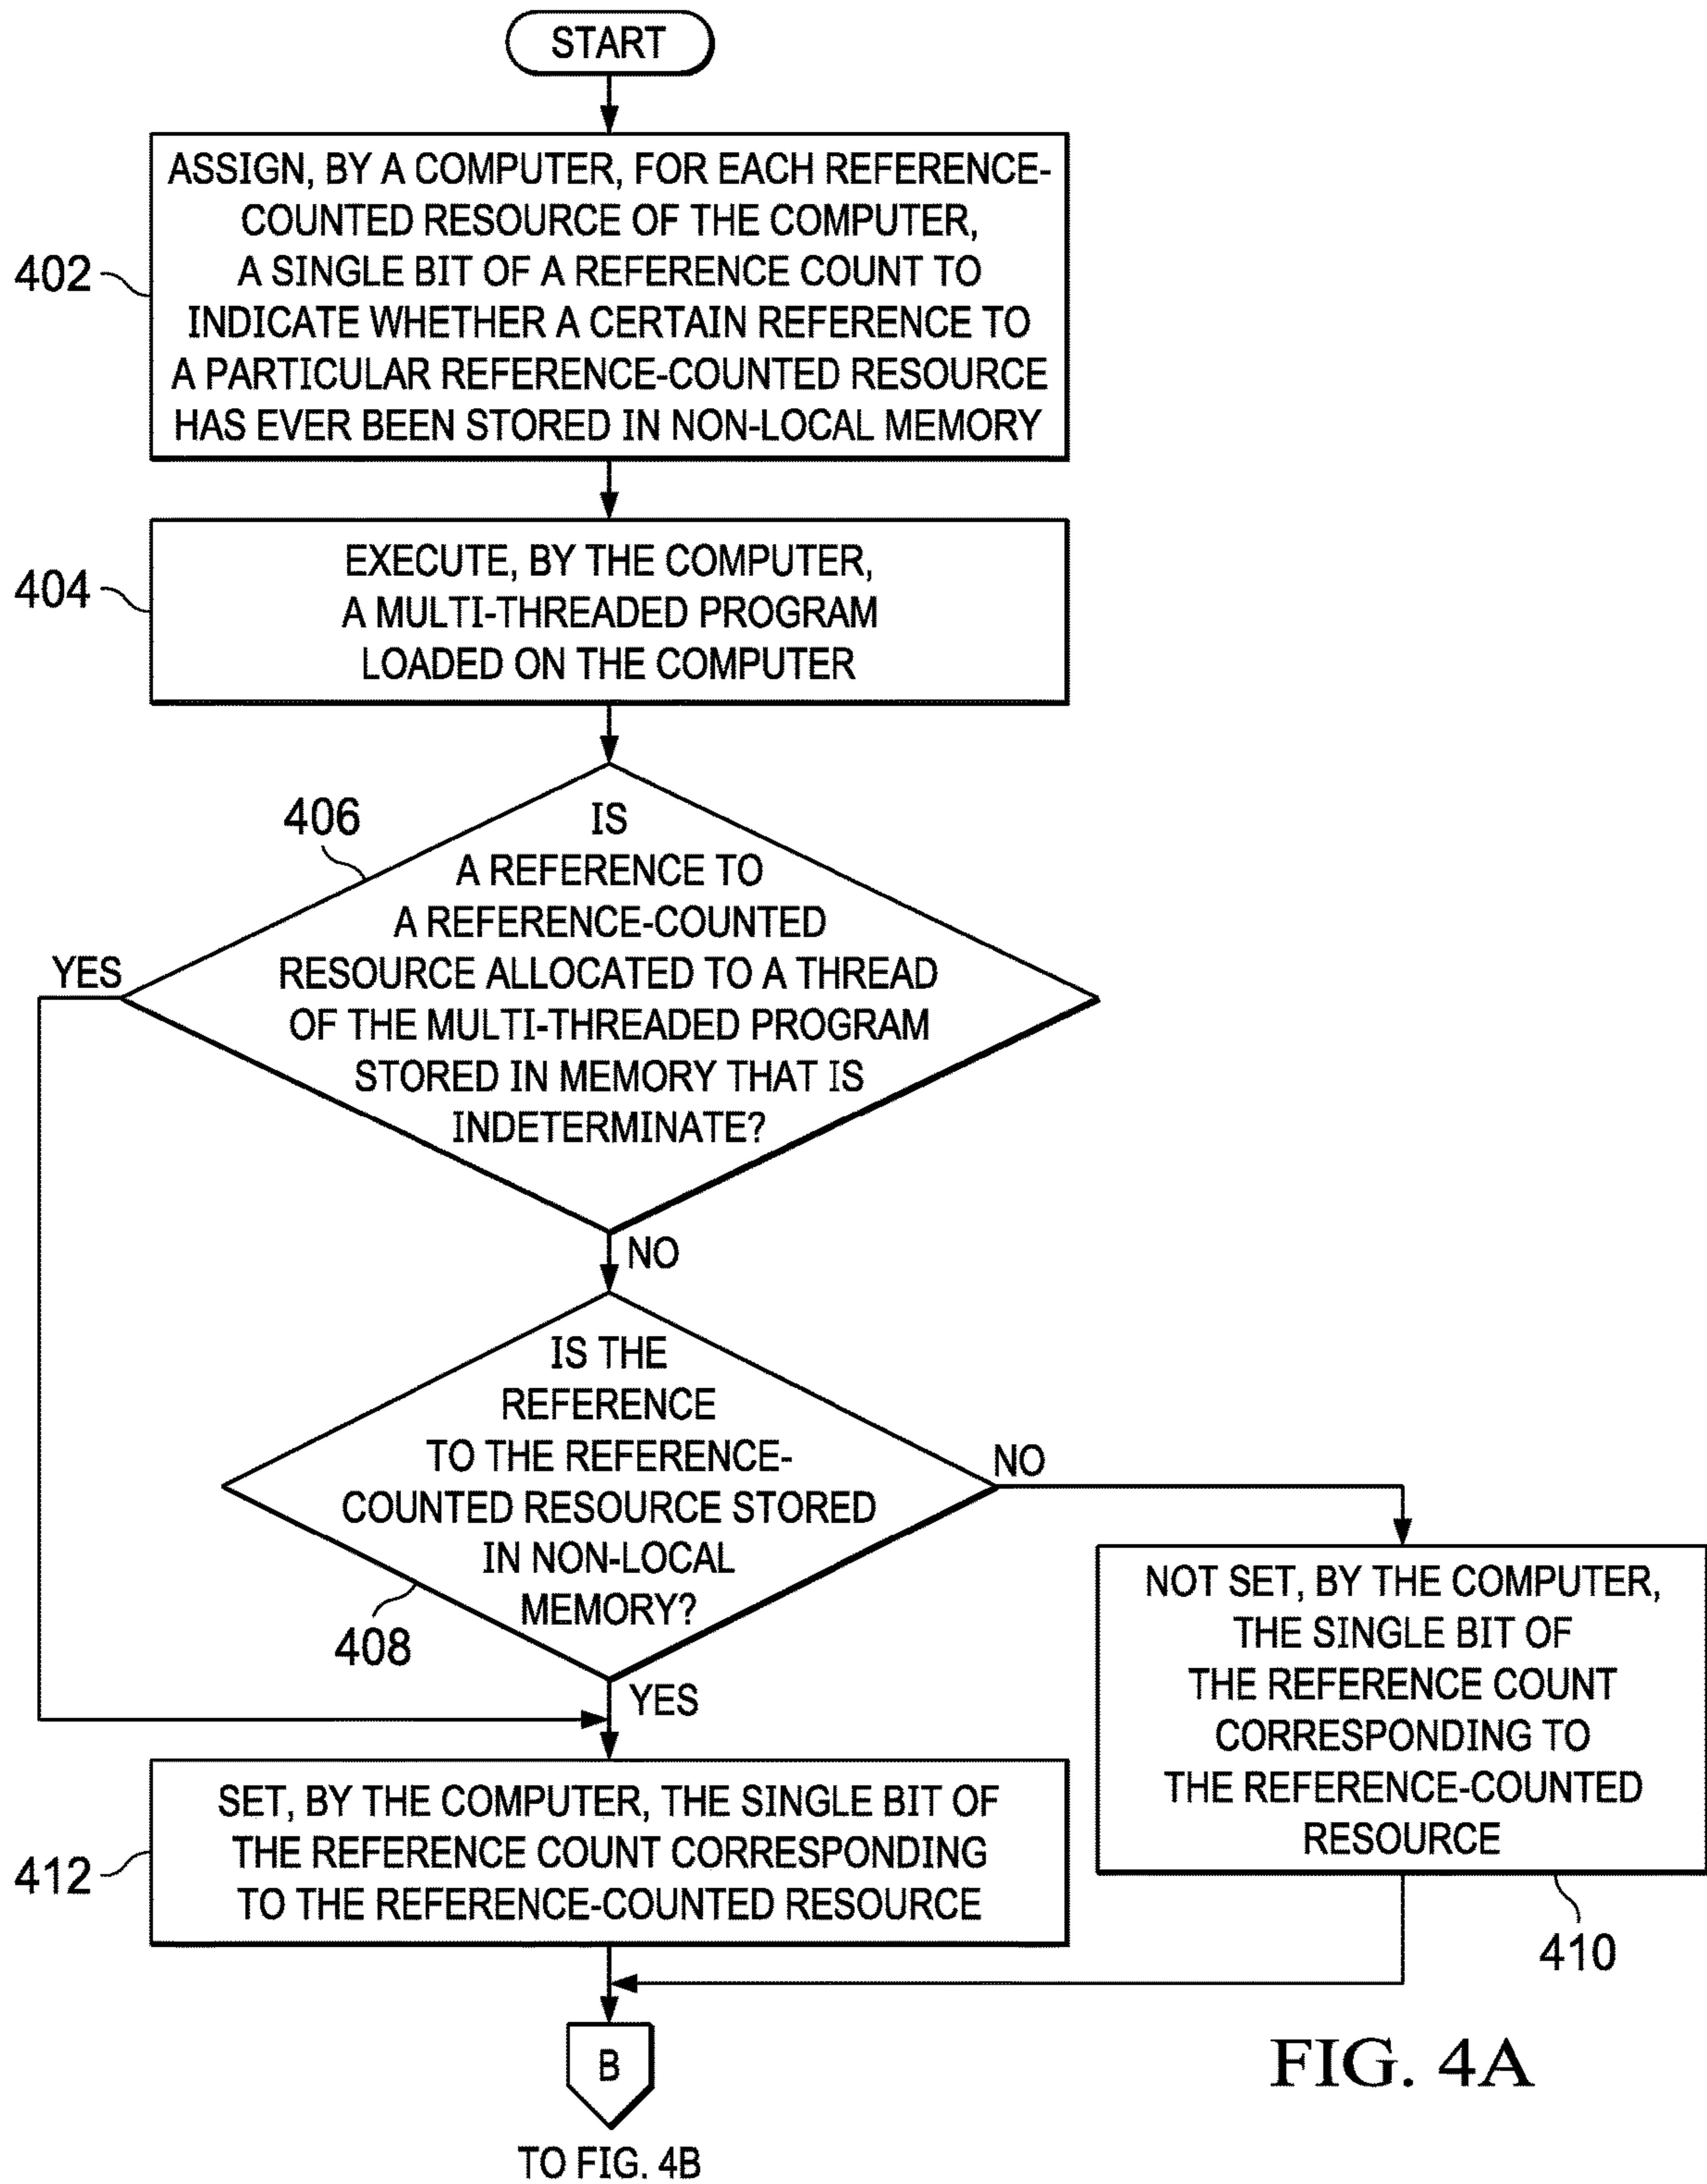 START
ASSIGN, BY A COMPUTER, FOR EACH REFERENCE-
COUNTED RESOURCE OF THE COMPUTER,
A SINGLE BIT OF A REFERENCE COUNT TO
INDICATE WHETHER A CERTAIN REFERENCE TO
A PARTICULAR REFERENCE-COUNTED RESOURCE
HAS EVER BEEN STORED IN NON-LOCAL MEMORY
402
EXECUTE, BY THE COMPUTER,
A MULTI-THREADED PROGRAM
LOADED ON THE COMPUTER
404
406
IS
A REFERENCE TO
A REFERENCE-COUNTED
RESOURCE ALLOCATED TO A THREAD
OF THE MULTI-THREADED PROGRAM
STORED IN MEMORY THAT IS
INDETERMINATE?
YES
NO
IS THE
REFERENCE
TO THE REFERENCE-
COUNTED RESOURCE STORED
IN NON-LOCAL
MEMORY?
408
NO
YES
NOT SET, BY THE COMPUTER,
THE SINGLE BIT OF
THE REFERENCE COUNT
CORRESPONDING TO
THE REFERENCE-COUNTED
RESOURCE
410
SET, BY THE COMPUTER, THE SINGLE BIT OF
THE REFERENCE COUNT CORRESPONDING
TO THE REFERENCE-COUNTED RESOURCE
412
B
TO FIG. 4B
FIG. 4A